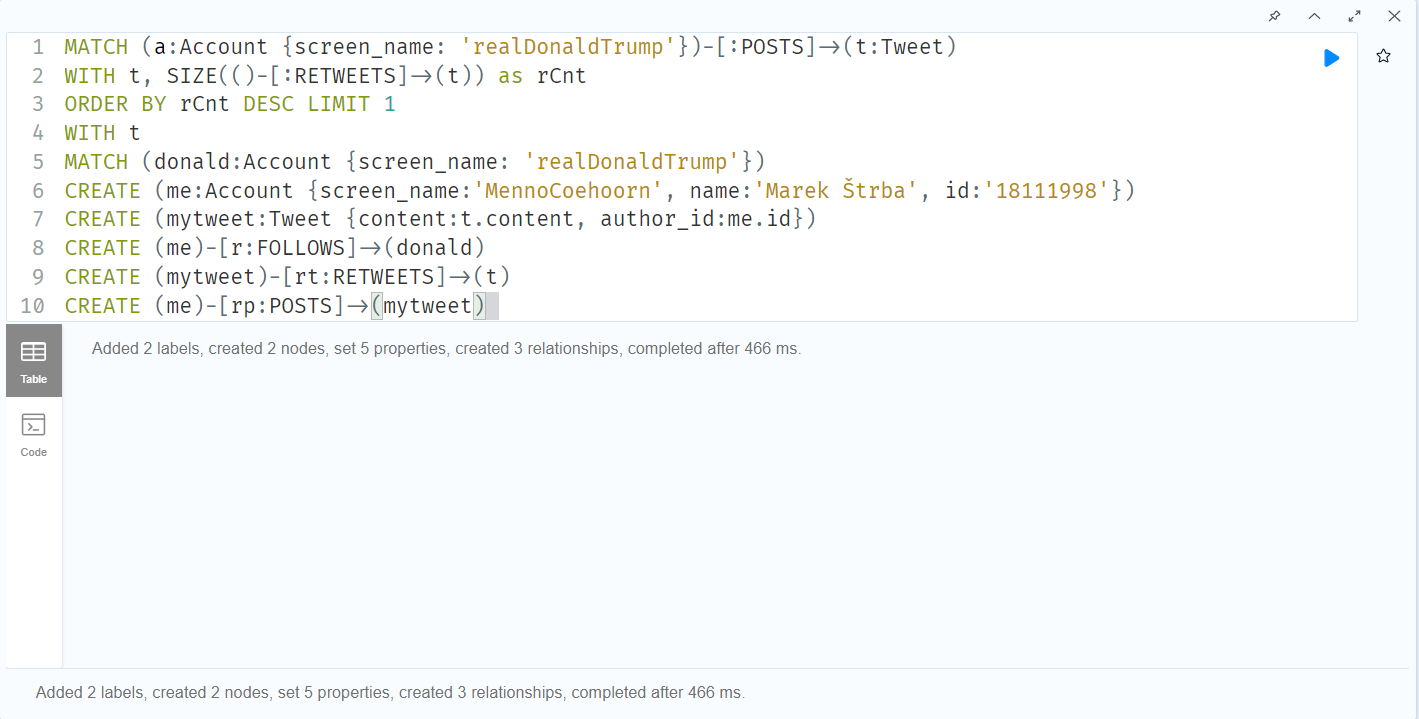 1 MATCH (a:Account {screen_name: 'realDonaldTrump'})-[:POSTS]->(t:Tweet)
2 WITH t, SIZE(()-[:RETWEETS]->(t)) as rCnt
3 ORDER BY rCnt DESC LIMIT 1
4 WITH t
5 MATCH (donald:Account {screen_name: 'realDonaldTrump'})
6 CREATE (me:Account {screen_name:'MennoCoehoorn', name:'Marek Štrba', id:'18111998'})
7 CREATE (mytweet:Tweet {content:t.content, author_id:me.id})
8 CREATE (me)-[r:FOLLOWS]->(donald)
9 CREATE (mytweet)-[rt:RETWEETS]->(t)
10 CREATE (me)-[rp:POSTS]->(mytweet)
Added 2 labels, created 2 nodes, set 5 properties, created 3 relationships, completed after 466 ms.
Table
Code
Added 2 labels, created 2 nodes, set 5 properties, created 3 relationships, completed after 466 ms.